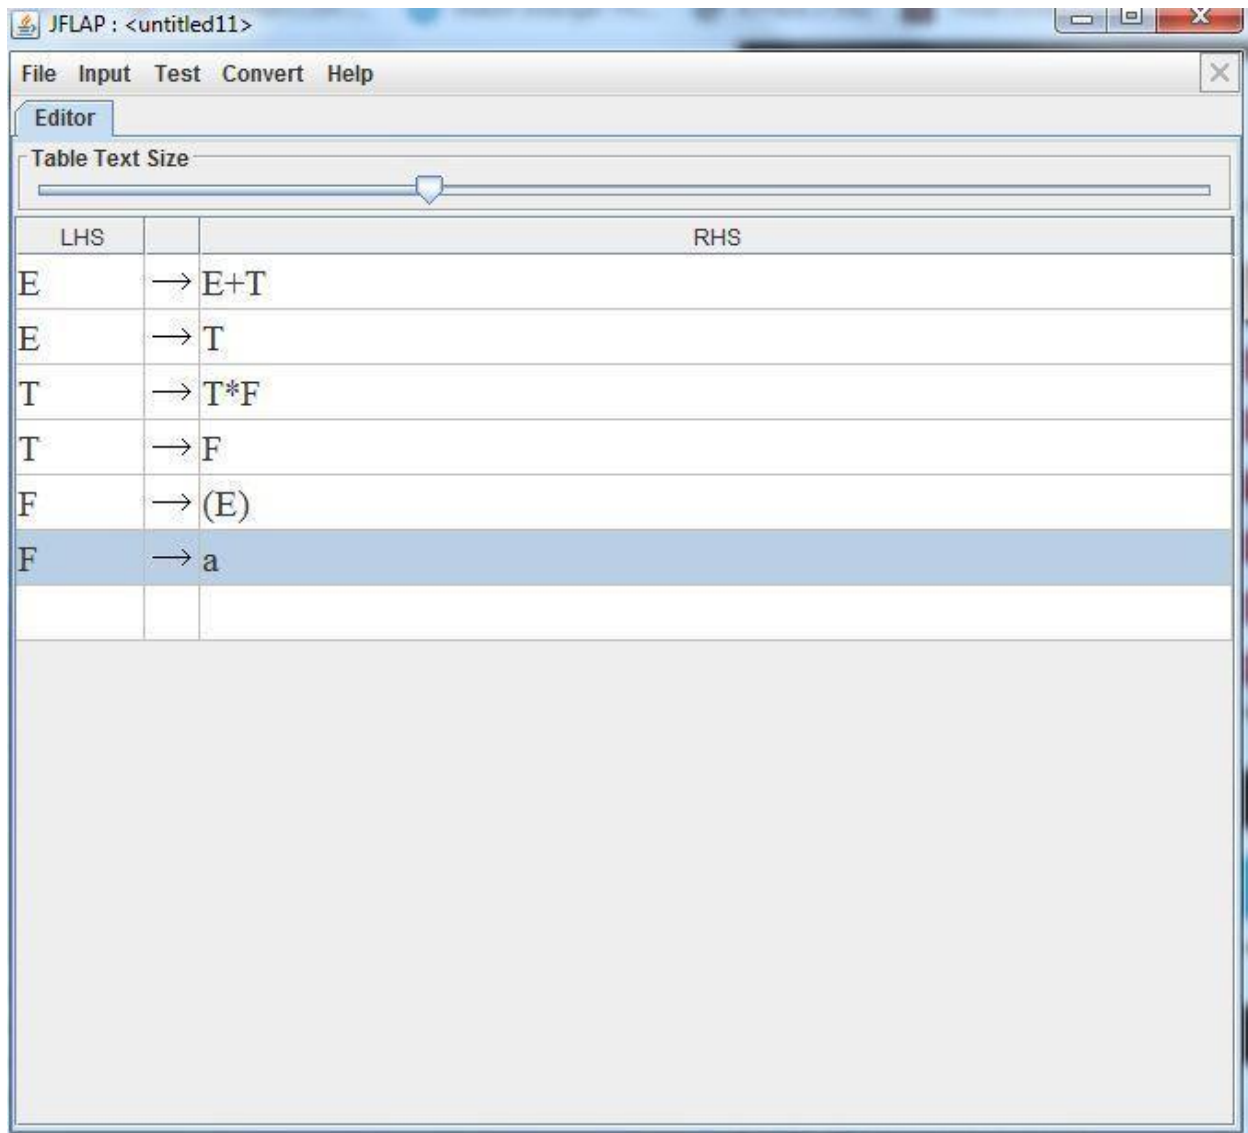 JFLAP : <untitled11>
File Input Test Convert Help
Editor
Table Text Size
LHS RHS
E → E+T
E → T
T → T*F
T → F
F → (E)
F → a